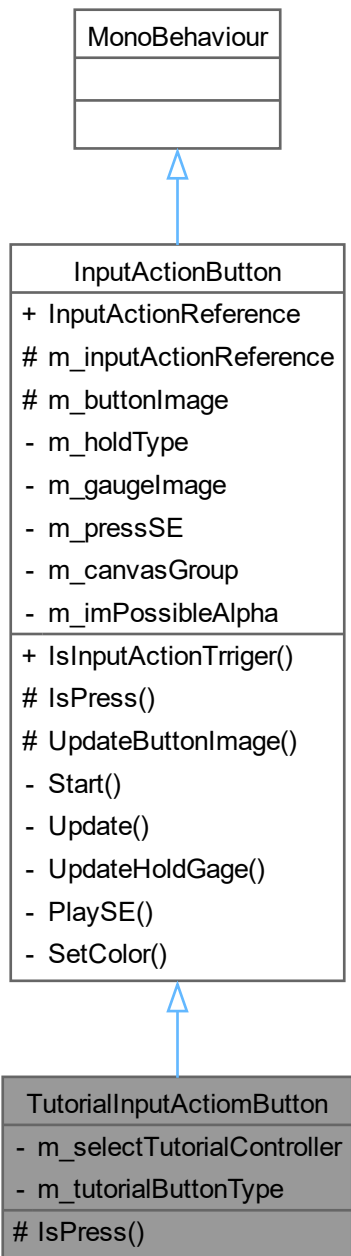 MonoBehaviour
InputActionButton
+ InputActionReference
# m_inputActionReference
# m_buttonImage
- m_holdType
- m_gaugeImage
- m_pressSE
- m_canvasGroup
- m_imPossibleAlpha
+ IsInputActionTrriger()
# IsPress()
# UpdateButtonImage()
- Start()
- Update()
- UpdateHoldGage()
- PlaySE()
- SetColor()
TutorialInputActiomButton
- m_selectTutorialController
- m_tutorialButtonType
# IsPress()